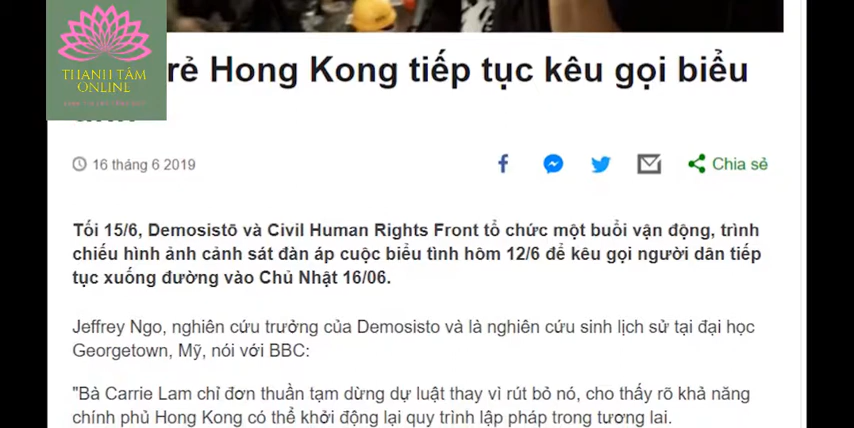 THANH TÂM
ONLINE
rẻ Hong Kong tiếp tục kêu gọi biểu
16 tháng 6 2019
Chia sẻ
Tối 15/6, Demosistō và Civil Human Rights Front tổ chức một buổi vận động, trình
chiếu hình ảnh cảnh sát đàn áp cuộc biểu tình hôm 12/6 để kêu gọi người dân tiếp
tục xuống đường vào Chủ Nhật 16/06.
Jeffrey Ngo, nghiên cứu trưởng của Demosisto và là nghiên cứu sinh lịch sử tại đại học
Georgetown, Mỹ, nói với BBC:
"Bà Carrie Lam chỉ đơn thuần tạm dừng dự luật thay vì rút bỏ nó, cho thấy rõ khả năng
chính phủ Hong Kong có thể khởi động lại quy trình lập pháp trong tương lai.